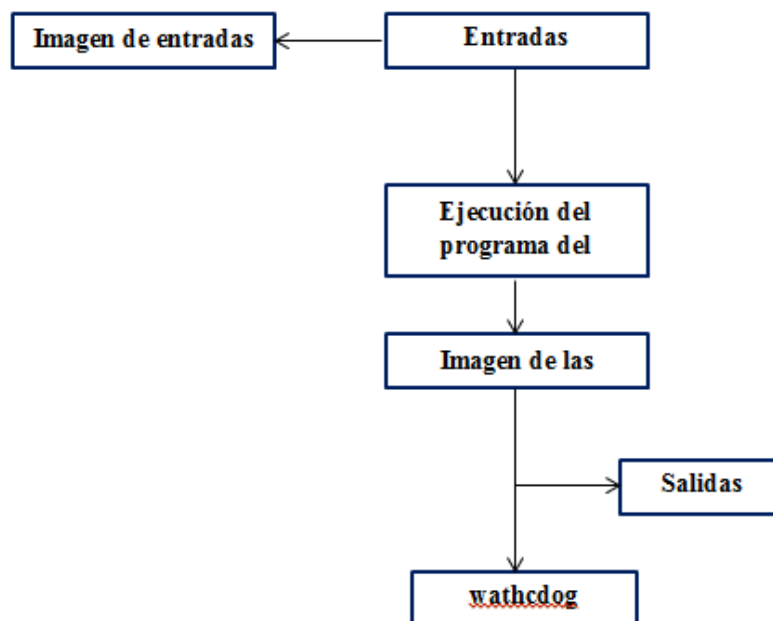 Imagen de entradas
Entradas
Ejecución del
programa del
Imagen de las
Salidas
wathcdog